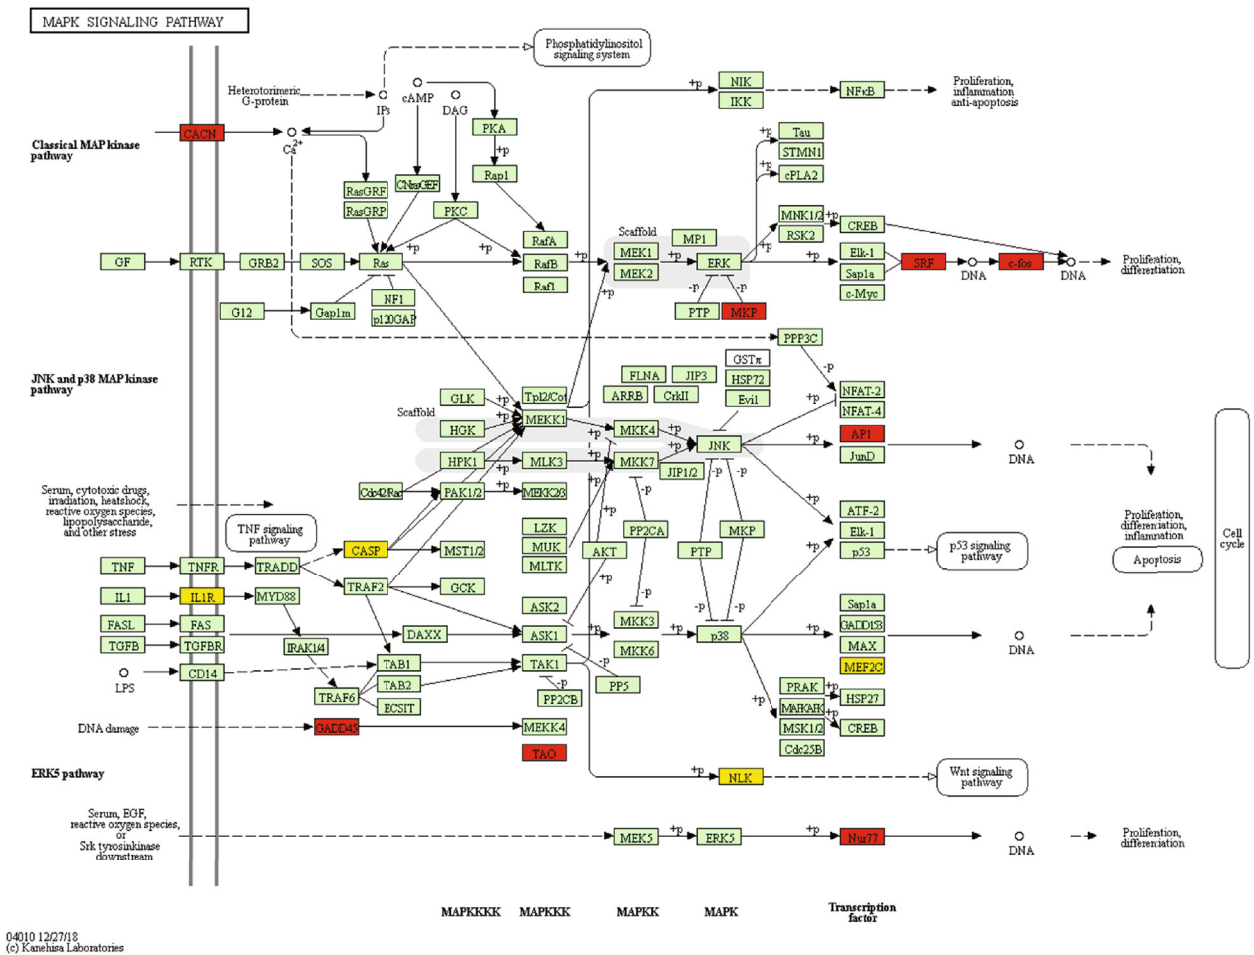 MAPK SIGNALING PATHWAY
Phosphatidylinositol
signaling system
Heterotorimeric
G-protein
IP3
cAMP
DAG
+p
NIK
IKK
NFκB
Proliferation,
inflammation
anti-apoptosis
Classical MAP kinase
pathway
CACN
Ca2+
PKA
+p
Rap1
RasGRF
RasGRP
CNrasGEF
PKC
+p
Tau
STMN1
+p
cPLA2
MNK1/2
RSK2
+p
CREB
Scaffold
GF
RTK
GRB2
SOS
Ras
+p
+p
RafA
RafB
Raf1
+p
MEK1
MEK2
MP1
+p
ERK
+p
+p
Elk-1
Sap1a
c-Myc
SRF
DNA
c-fos
DNA
Proliferation,
differentiation
G12
Gap1m
NF1
p120GAP
+p
-p
-p
PTP
MKP
PPP3C
-p
JNK and p38 MAP kinase
pathway
GSTπ
HSP72
Evi1
FLNA
JIP3
ARRB
CrkII
NFAT-2
NFAT-4
GLK
+p
Tpl2/Cot
Scaffold
HGK
+p
MEKK1
+p
MKK4
+p
JNK
+p
+p
AP1
JunD
DNA
HPK1
+p
MLK3
+p
MKK7
+p
JIP1/2
Cdc42/Rac
PAK1/2
+p
MEKK2/3
-p
-p
-p
+p
Serum, cytotoxic drugs,
irradiation, heatshock,
reactive oxygen species,
lipopolysaccharide,
and other stress
TNF signaling
pathway
LZK
MUK
MLTK
AKT
PP2CA
PTP
MKP
ATF-2
Elk-1
p53
p53 signaling
pathway
Proliferation,
differentiation,
inflamnation
Apoptosis
Cell
cycle
CASP
MST1/2
TNF
TNFR
TRADD
TRAF2
GCK
+p
IL1
IL1R
MYD88
ASK2
-p
-p
-p
Sap1a
GADD153
MAX
MEF2C
DNA
FASL
FAS
DAXX
ASK1
+p
MKK3
MKK6
+p
p38
+p
TGFB
TGFBR
IRAK1/4
LPS
CD14
TAB1
TAB2
ECSIT
TRAF6
TAK1
-p
-p
PP2CB
PP5
+p
PRAK
MAPKAPK
MSK1/2
Cdc25B
+p
+p
+p
HSP27
CREB
DNA damage
GADD45
MEKK4
TAO
ERK5 pathway
+p
NLK
Wnt signaling
pathway
Serum, EGF,
reactive oxygen species,
or
Srk tyrosinkinase
downstream
MEK5
+p
ERK5
+p
Nur77
DNA
Proliferation,
differentiation
MAPKKKK
MAPKKK
MAPKK
MAPK
Transcription
factor
04010 12/27/18
(c) Kanehisa Laboratories